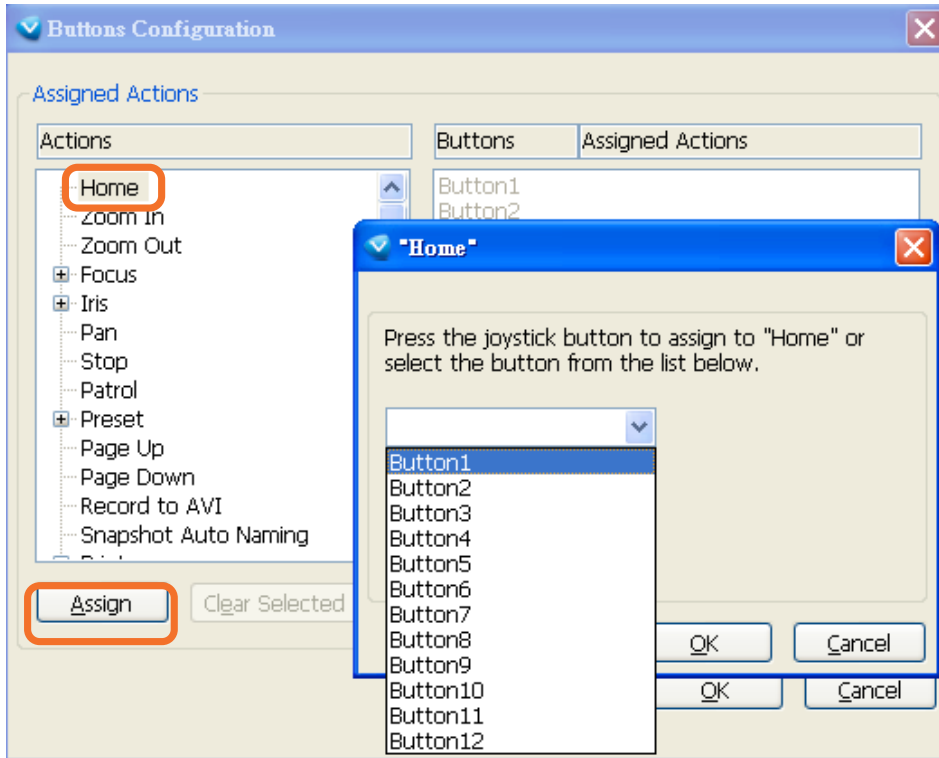 Buttons Configuration
Assigned Actions
Actions
Buttons
Assigned Actions
Home
Zoom In
Zoom Out
Focus
Iris
Pan
Stop
Patrol
Preset
Page Up
Page Down
Record to AVI
Snapshot Auto Naming
Button1
Button2
Assign
Clear Selected
"Home"
Press the joystick button to assign to "Home" or
select the button from the list below.
Button1
Button2
Button3
Button4
Button5
Button6
Button7
Button8
Button9
Button10
Button11
Button12
OK
Cancel
OK
Cancel